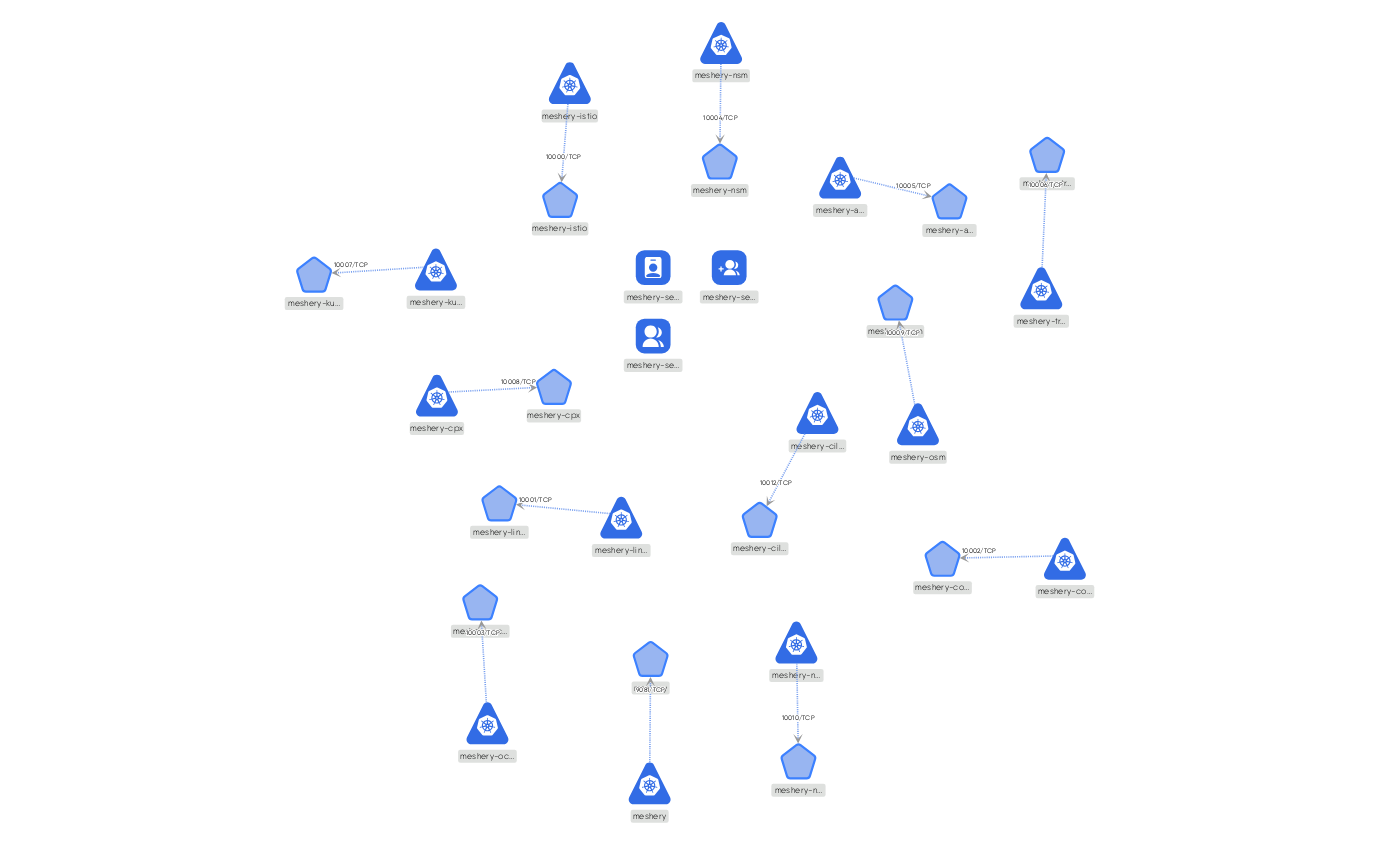 meshery-nsm
meshery-istio
10004/TCP
10000/TCP
10005/TCP
10006/TCP
meshery-nsm
meshery-a...
meshery-istio
meshery-a...
10007/TCP
meshery-ku...
meshery-ku...
meshery-se...
meshery-se...
meshery-tr...
10009/TCP
meshery-se...
10008/TCP
meshery-cpx
meshery-cpx
meshery-cil...
meshery-osm
10012/TCP
10001/TCP
meshery-lin...
meshery-lin...
meshery-cil...
10002/TCP
meshery-co...
meshery-co...
10003/TCP
meshery-n...
9081/TCP
10010/TCP
meshery-oc...
meshery-n...
meshery